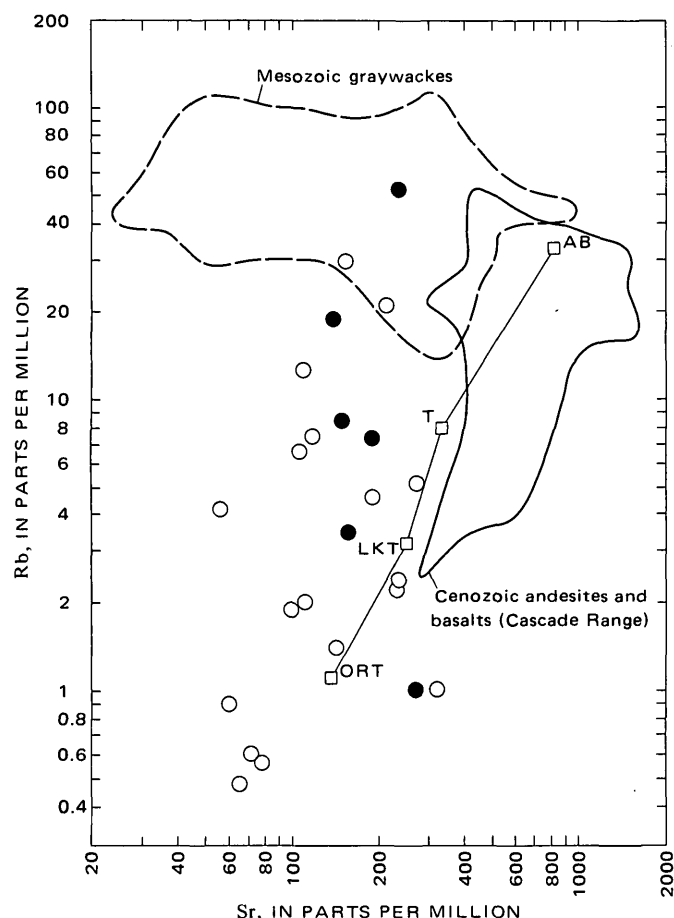 200
Mesozoic graywackes
100
80
60
40
AB
20
10
T
8
6
4
LKT
2
Cenozoic andesites and
basalts (Cascade Range)
ORT
1
0.8
0.6
0.4
Rb, IN PARTS PER MILLION
20
40
60
80
100
200
400
600
800
1000
2000
Sr, IN PARTS PER MILLION